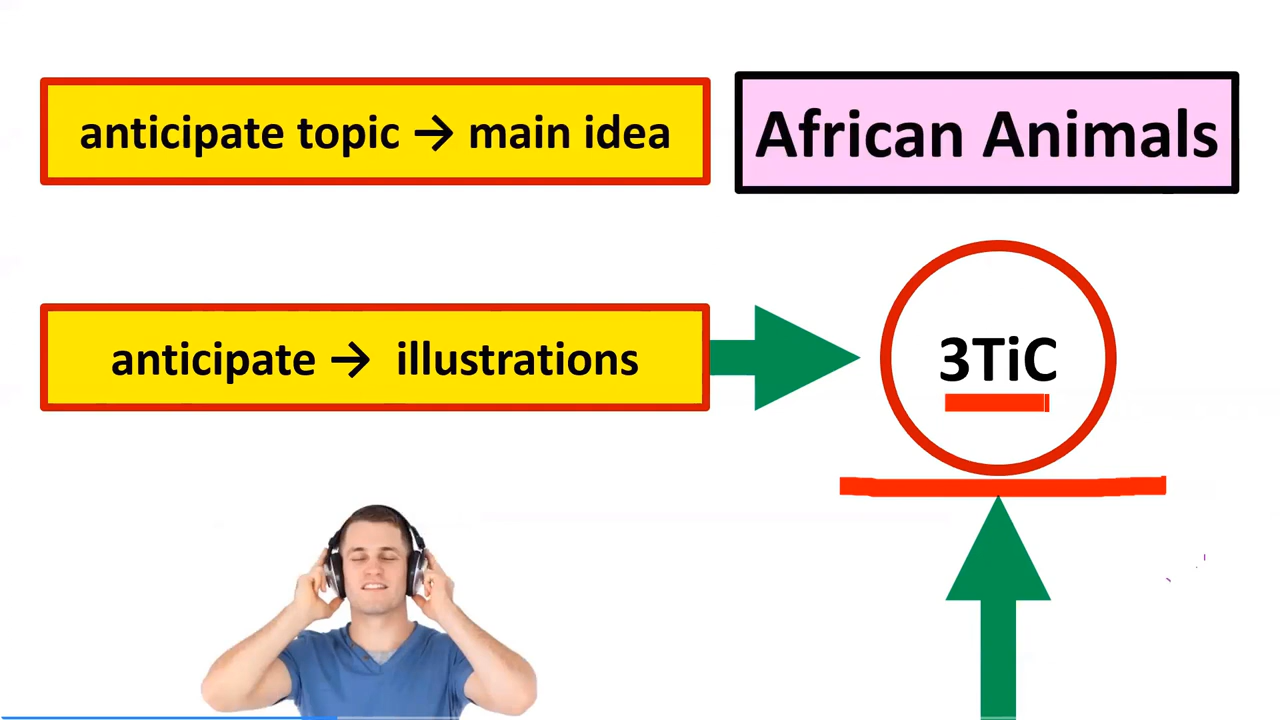 anticipate topic → main idea
African Animals
anticipate → illustrations
3TiC